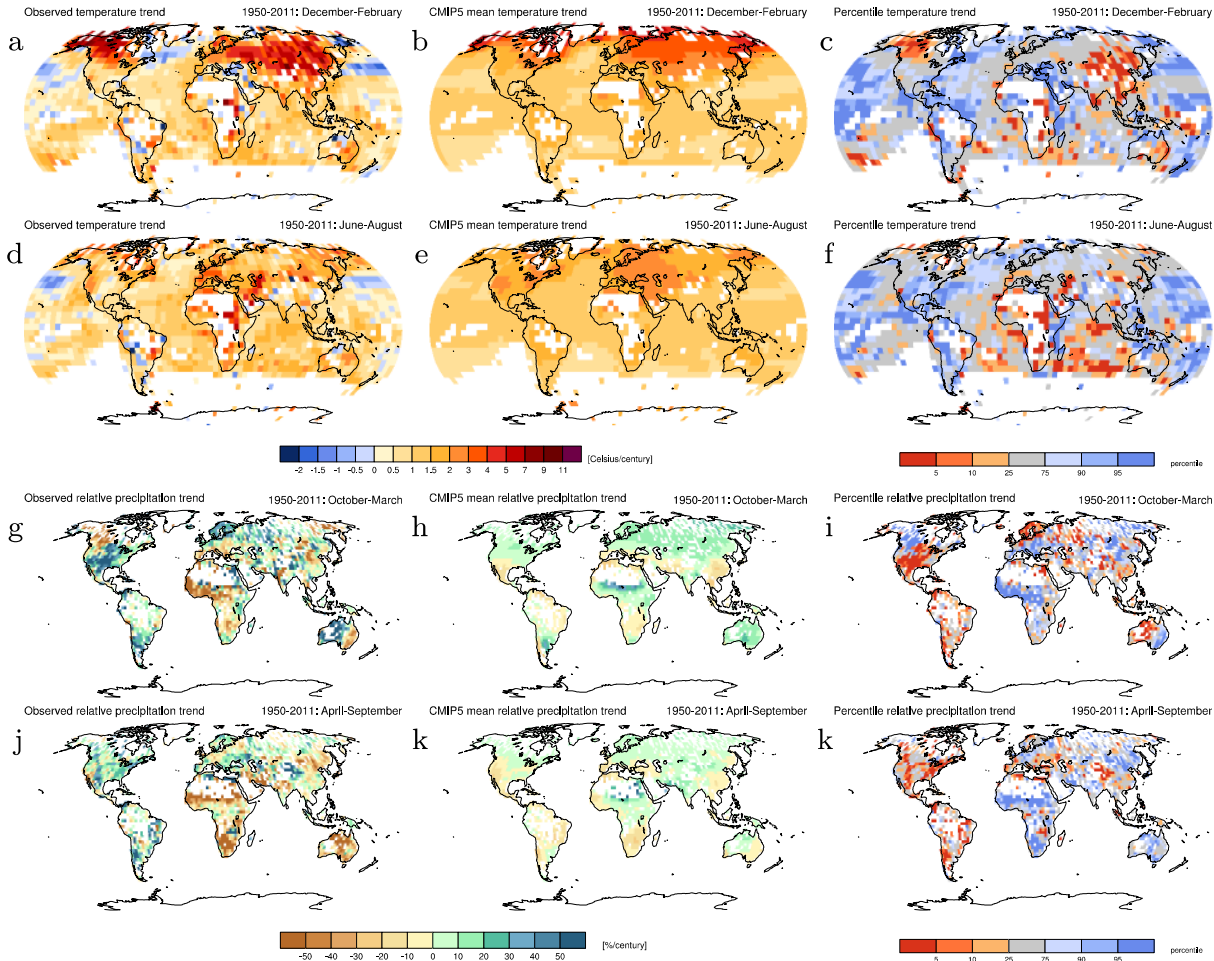 Observed temperature trend 1950-2011: December-February
CMIP5 mean temperature trend 1950-2011: December-February
Percentile temperature trend 1950-2011: December-February
a
b
c
Observed temperature trend 1950-2011: June-August
CMIP5 mean temperature trend 1950-2011: June-August
Percentile temperature trend 1950-2011: June-August
d
e
f
-2 -1.5 -1 -0.5 0 0.5 1 1.5 2 3 4 5 7 9 11 [Celsius/century]
5 10 25 75 90 95 percentile
Observed relative precipitation trend 1950-2011: October-March
CMIP5 mean relative precipitation trend 1950-2011: October-March
Percentile relative precipitation trend 1950-2011: October-March
g
h
i
Observed relative precipitation trend 1950-2011: April-September
CMIP5 mean relative precipitation trend 1950-2011: April-September
Percentile relative precipitation trend 1950-2011: April-September
j
k
k
-50 -40 -30 -20 -10 0 10 20 30 40 50 [%/century]
5 10 25 75 90 95 percentile